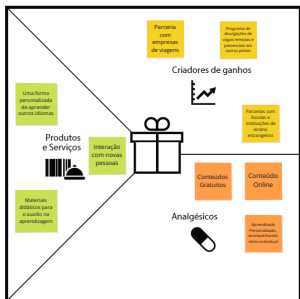 Parceria
com
empresas
de viagens
Programa de
divulgações de
vagas remotas e
presenciais em
outros países
Criadores de ganhos
Parcerias com
Escolas e
instituições de
ensino
estrangeiras
Uma forma
personalizada
de aprender
outros idiomas
Produtos
e Serviços
Interação
com novas
pessoas
Materiais
didáticos para
o auxílio na
aprendizagem
Conteúdos
Gratuitos
Conteúdo
Online
Analgésicos
Aprendizado
Personalizado,
acompanhando
ritmo individual